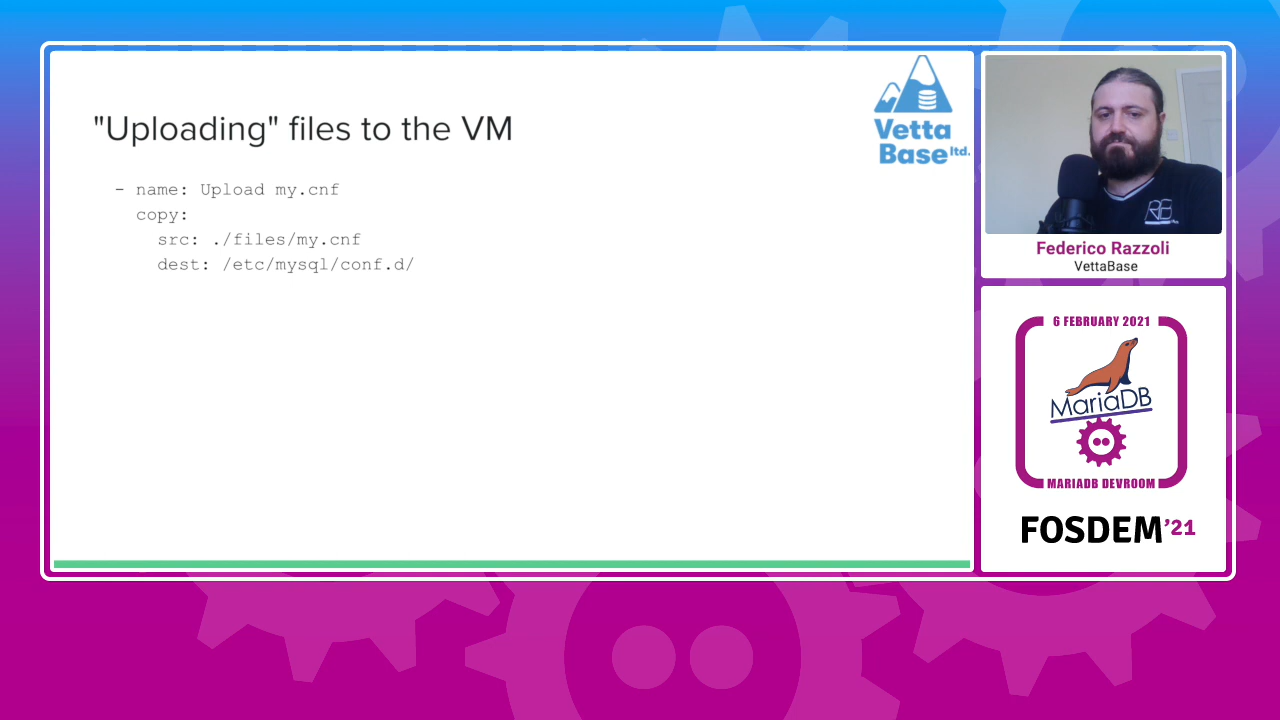 "Uploading" files to the VM
- name: Upload my.cnf
copy:
src: ./files/my.cnf
dest: /etc/mysql/conf.d/
Vetta
Base ltd.
Federico Razzoli
VettaBase
6 FEBRUARY 2021
MariaDB
MARIADB DEVROOM
FOSDEM'21